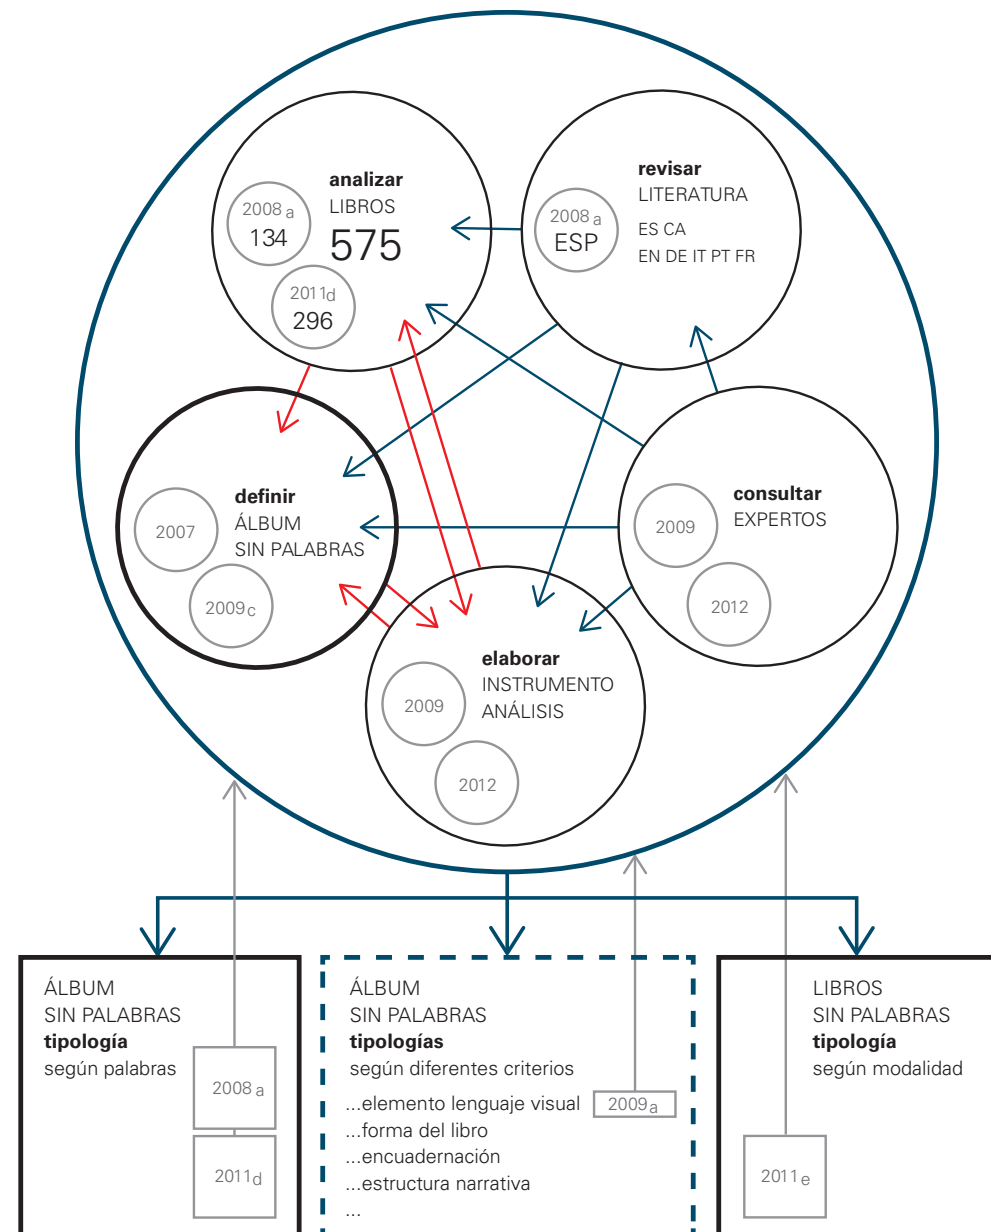 analizar
LIBROS
575
2008 a
134
2011d
296
revisar
LITERATURA
ES CA
EN DE IT PT FR
2008 a
ESP
definir
ÁLBUM
SIN PALABRAS
2007
2009c
consultar
EXPERTOS
2009
2012
elaborar
INSTRUMENTO
ANÁLISIS
2009
2012
ÁLBUM
SIN PALABRAS
tipología
según palabras
2008 a
2011d
ÁLBUM
SIN PALABRAS
tipologías
según diferentes criterios
...elemento lenguaje visual
...forma del libro
...encuadernación
...estructura narrativa
...
2009a
LIBROS
SIN PALABRAS
tipología
según modalidad
2011e